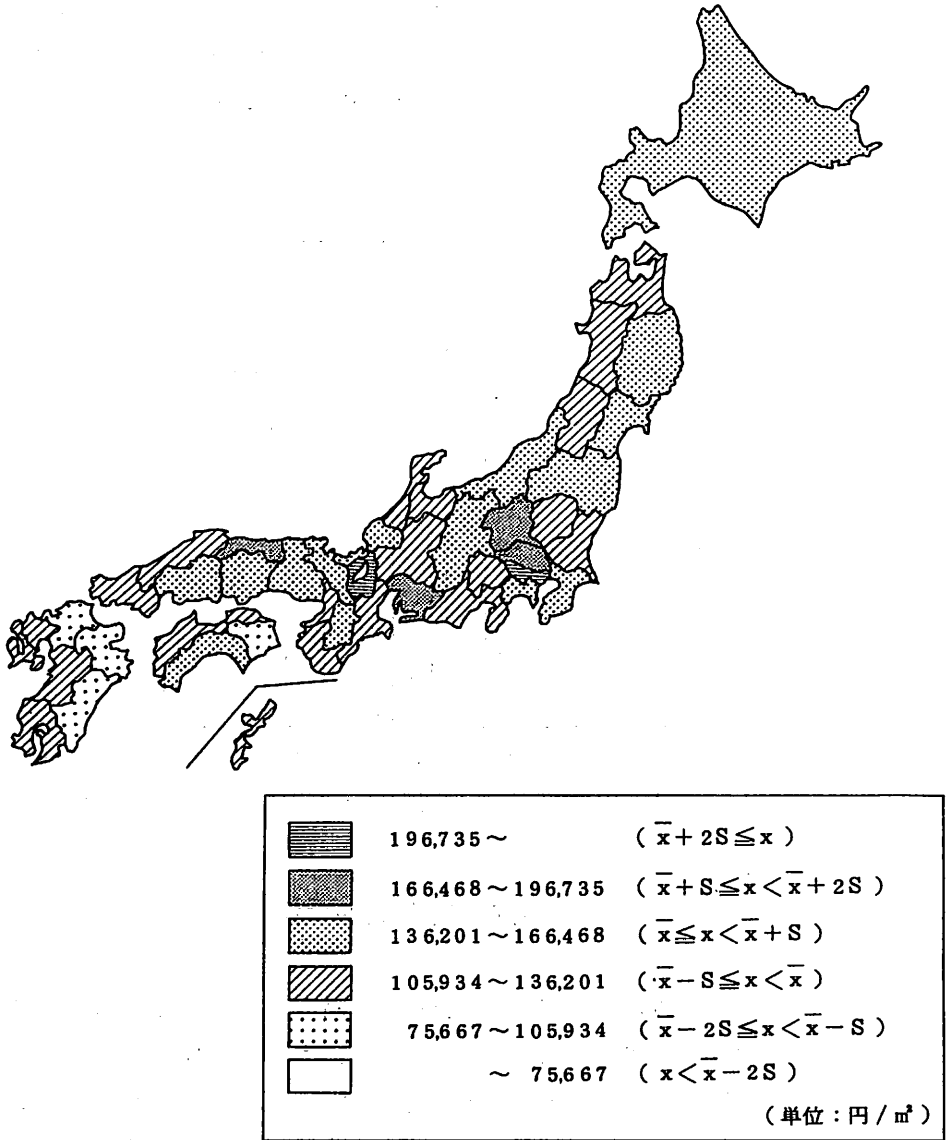 196,735～ ( x̄+2S≦x )
166,468～196,735 ( x̄+S≦x<x̄+2S )
136,201～166,468 ( x̄≦x<x̄+S )
105,934～136,201 ( x̄-S≦x<x̄ )
75,667～105,934 ( x̄-2S≦x<x̄-S )
～ 75,667 ( x<x̄-2S )
(単位:円/㎡)